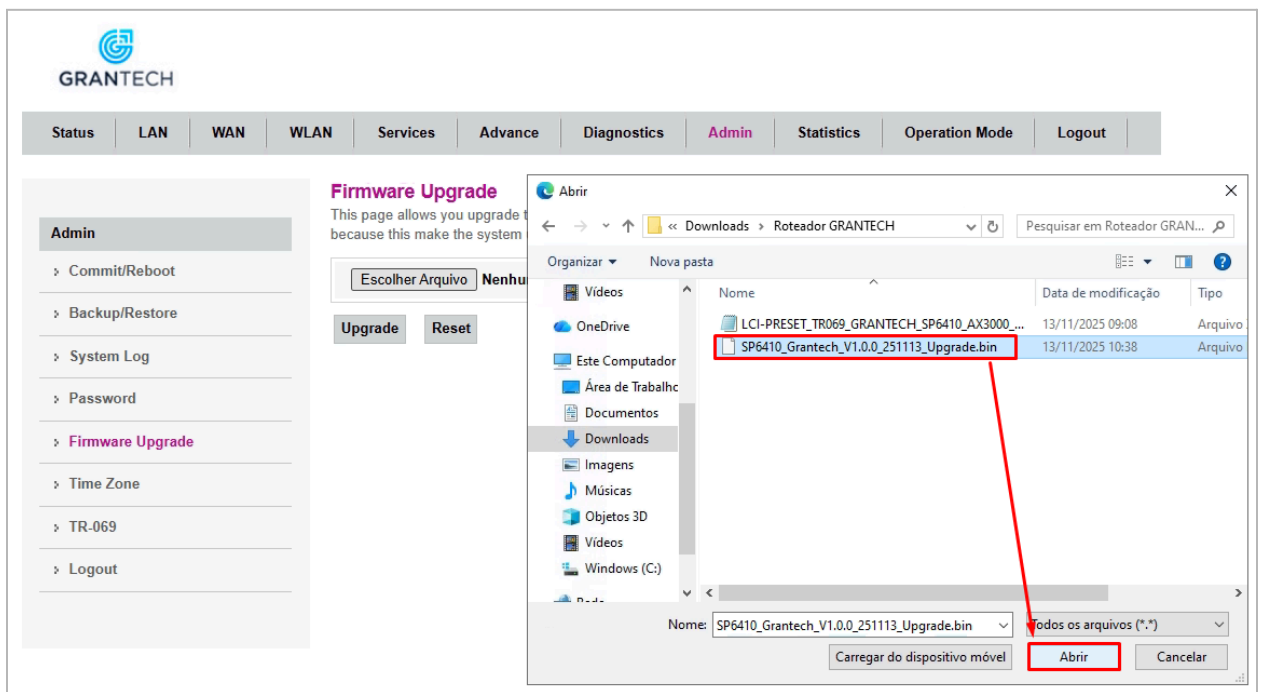 GRANTECH
Status LAN WAN WLAN Services Advance Diagnostics Admin Statistics Operation Mode Logout
Admin
Commit/Reboot
Backup/Restore
System Log
Password
Firmware Upgrade
Time Zone
TR-069
Logout
Firmware Upgrade
This page allows you upgrade t
because this make the system
Escolher Arquivo Nenhu
Upgrade Reset
Abrir
« Downloads › Roteador GRANTECH
Pesquisar em Roteador GRAN...
Organizar Nova pasta
Vídeos
OneDrive
Este Computador
Área de Trabalhc
Documentos
Downloads
Imagens
Músicas
Objetos 3D
Vídeos
Windows (C:)
Nome Data de modificação Tipo
LCI-PRESET_TR069_GRANTECH_SP6410_AX3000_... 13/11/2025 09:08 Arquivo
SP6410_Grantech_V1.0.0_251113_Upgrade.bin 13/11/2025 10:38 Arquivo
Nome: SP6410_Grantech_V1.0.0_251113_Upgrade.bin Todos os arquivos (*.*)
Carregar do dispositivo móvel Abrir Cancelar